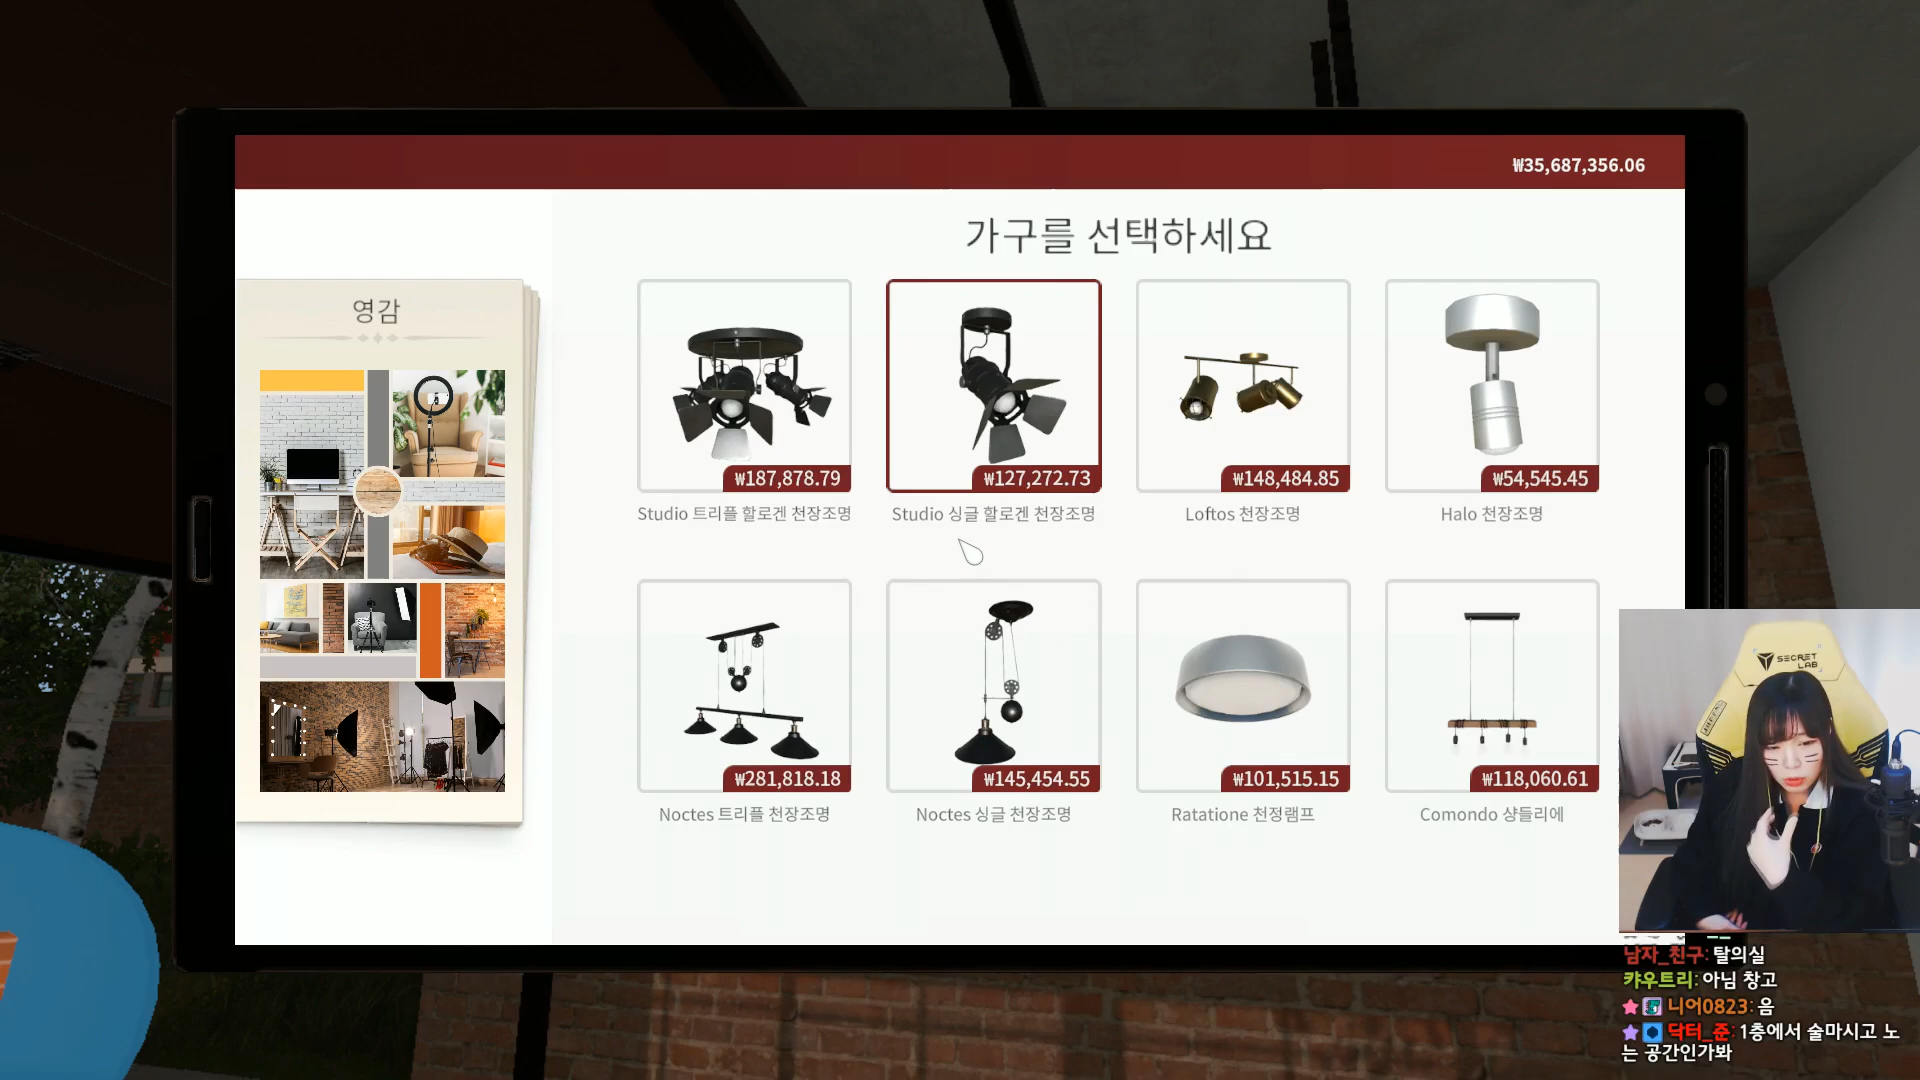 ₩35,687,356.06
가구를 선택하세요
영감
₩187,878.79
₩127,272.73
₩148,484.85
₩54,545.45
Studio 트리플 할로겐 천장조명
Studio 싱글 할로겐 천장조명
Loftos 천장조명
Halo 천장조명
₩281,818.18
₩145,454.55
₩101,515.15
₩118,060.61
Noctes 트리플 천장조명
Noctes 싱글 천장조명
Ratatione 천정램프
Comondo 샹들리에
SECRET
LAB
남자_친구: 탈의실
캬우트리: 아님 창고
니어0823: 음
닥터_준: 1층에서 술마시고 노
는 공간인가봐